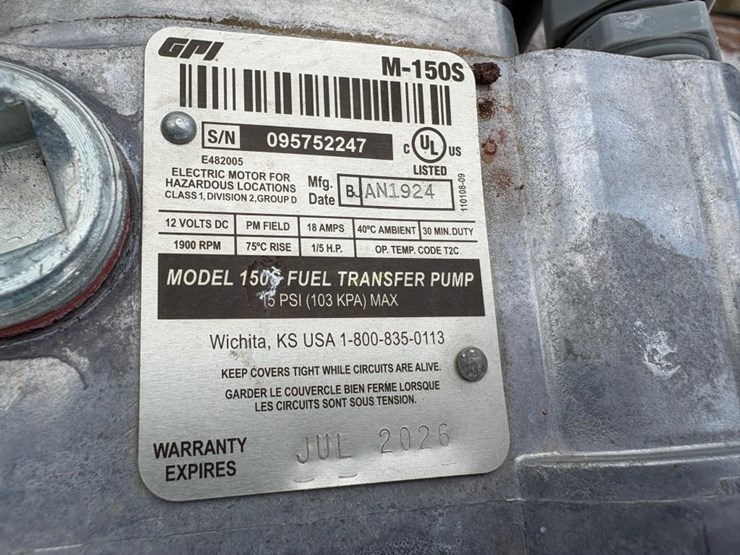 GPI
M-150S
S/N 095752247
C UL US
LISTED
E482005
ELECTRIC MOTOR FOR
HAZARDOUS LOCATIONS
CLASS 1, DIVISION 2, GROUP D
Mfg. Date BJAN1924
110108-09
12 VOLTS DC PM FIELD 18 AMPS 40ºC AMBIENT 30 MIN. DUTY
1900 RPM 75ºC RISE 1/5 H.P. OP. TEMP. CODE T2C
MODEL 150S FUEL TRANSFER PUMP
15 PSI (103 KPA) MAX
Wichita, KS USA 1-800-835-0113
KEEP COVERS TIGHT WHILE CIRCUITS ARE ALIVE.
GARDER LE COUVERCLE BIEN FERME LORSQUE
LES CIRCUITS SONT SOUS TENSION.
WARRANTY
EXPIRES
JUL 2026